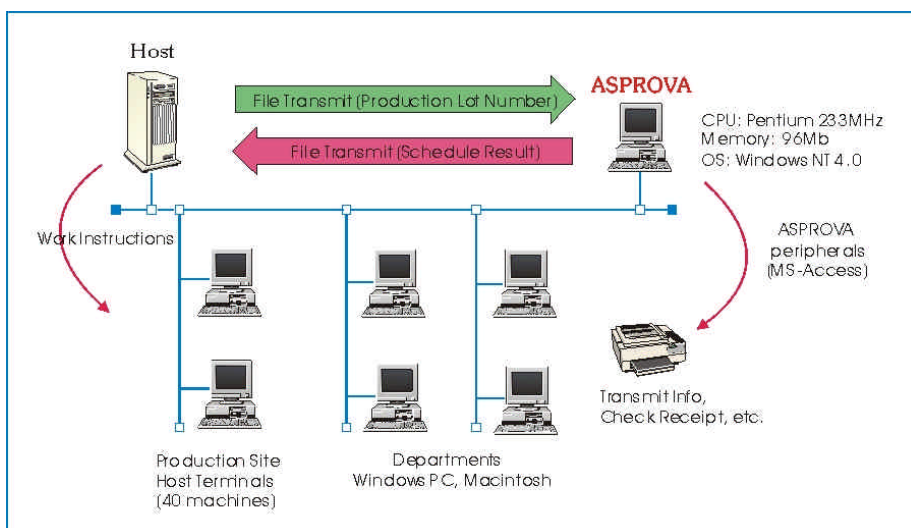 Host
File Transmit (Production Lot Number)
ASPROVA
File Transmit (Schedule Result)
CPU: Pentium 233MHz
Memory: 96Mb
OS: Windows NT 4.0
Work Instructions
ASPROVA
peripherals
(MS-Access)
Transmit Info,
Check Receipt, etc.
Production Site
Host Terminals
(40 machines)
Departments
Windows PC, Macintosh